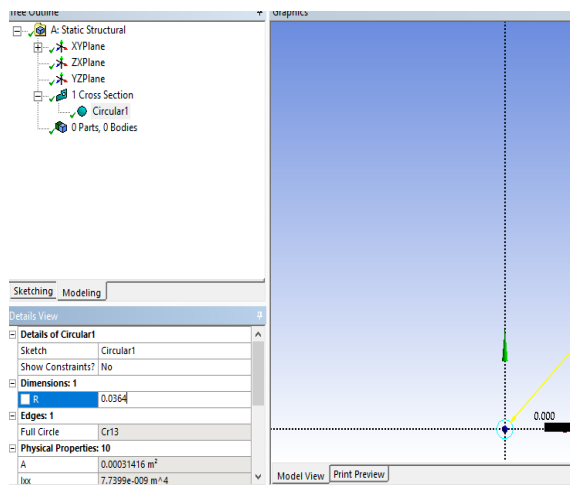 Tree Outline
Graphics
A: Static Structural
XYPlane
ZXPlane
YZPlane
1 Cross Section
Circular1
0 Parts, 0 Bodies
Sketching Modeling
Details View
Details of Circular1
Sketch Circular1
Show Constraints? No
Dimensions: 1
R 0.0364
Edges: 1
Full Circle Cr13
Physical Properties: 10
A 0.00031416 m²
Ixx 7.7399e-009 m^4
0.000
Model View Print Preview